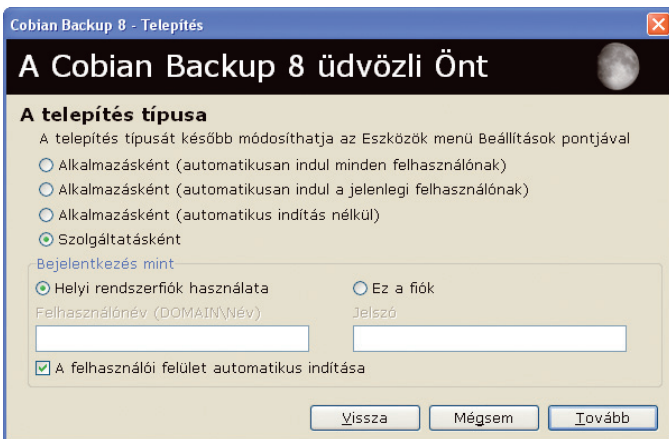 Cobian Backup 8 - Telepítés
A Cobian Backup 8 üdvözli Önt
A telepítés típusa
A telepítés típusát később módosíthatja az Eszközök menü Beállítások pontjával
Alkalmazásként (automatikusan indul minden felhasználónak)
Alkalmazásként (automatikusan indul a jelenlegi felhasználónak)
Alkalmazásként (automatikus indítás nélkül)
Szolgáltatásként
Bejelentkezés mint
Helyi rendszerfiók használata Ez a fiók
Felhasználónév (DOMAIN\Név) Jelszó
A felhasználói felület automatikus indítása
Vissza Mégsem Tovább